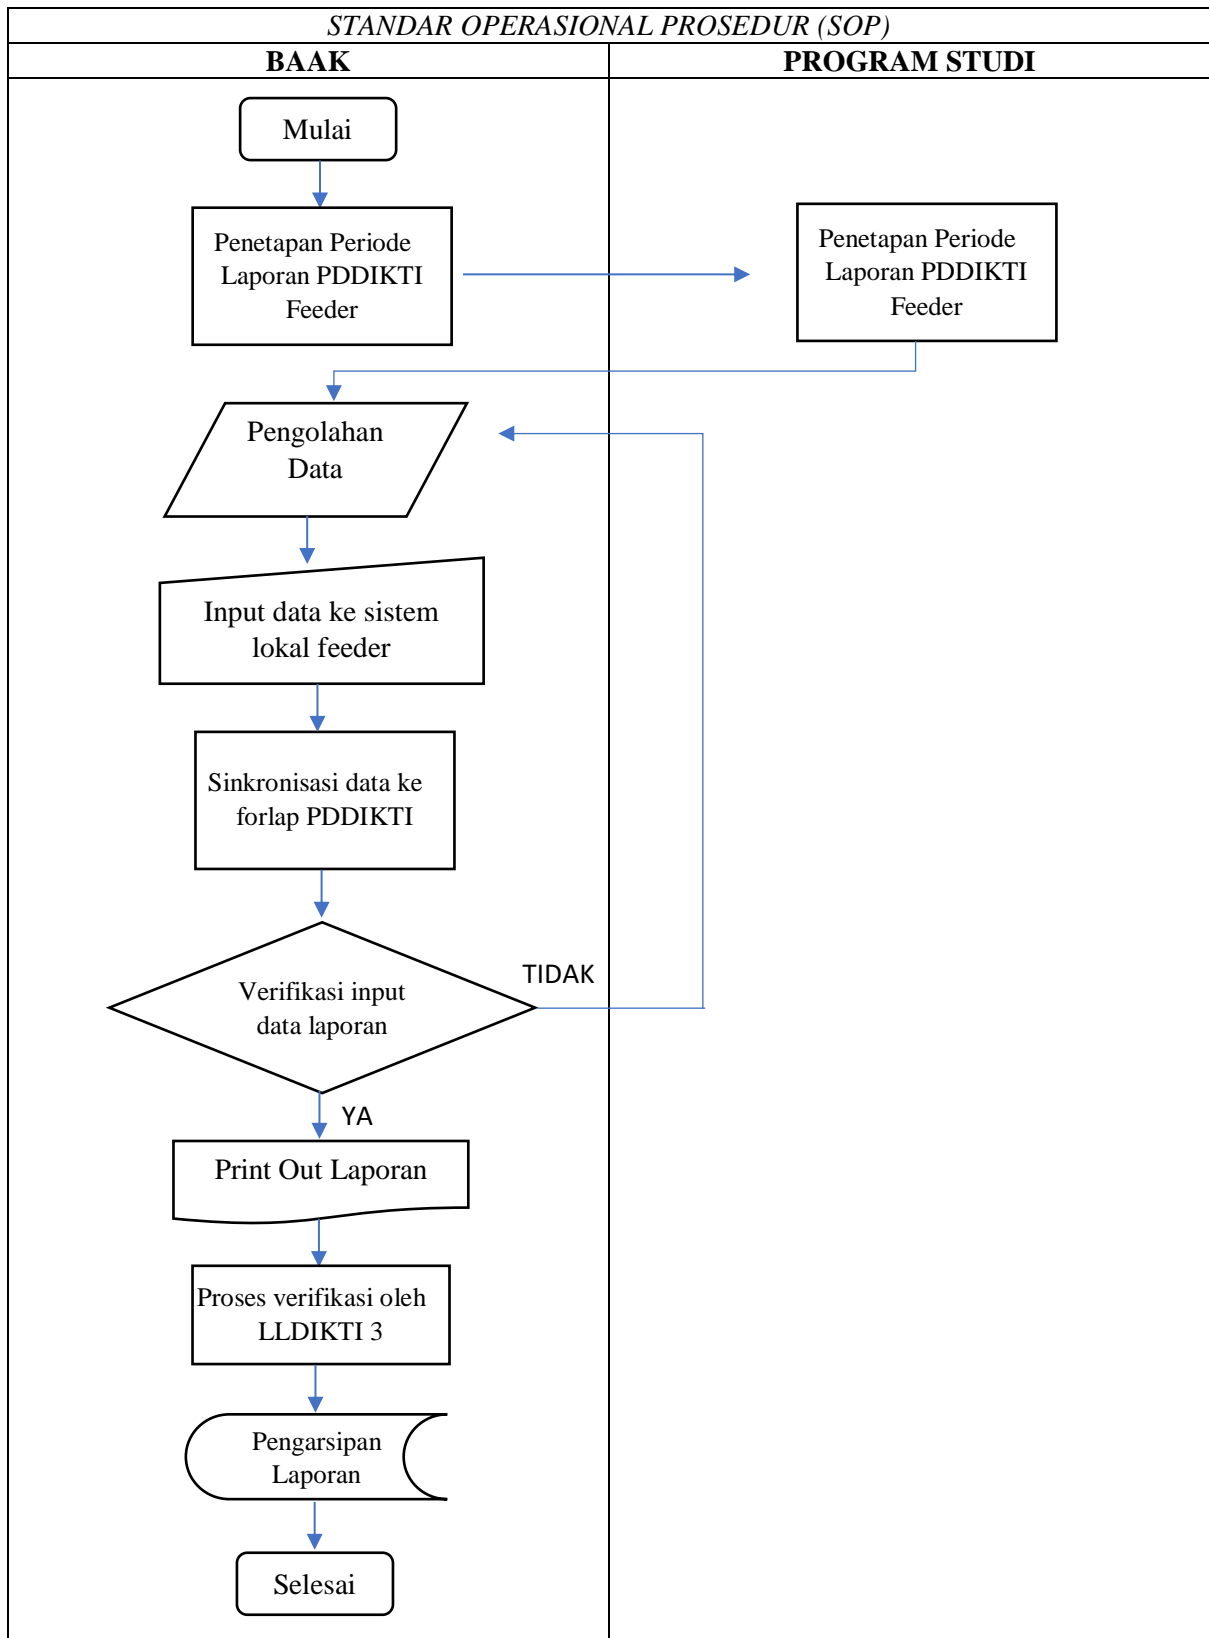 STANDAR OPERASIONAL PROSEDUR (SOP)
BAAK
PROGRAM STUDI
Mulai
Penetapan Periode
Laporan PDDIKTI
Feeder
Penetapan Periode
Laporan PDDIKTI
Feeder
Pengolahan
Data
Input data ke sistem
lokal feeder
Sinkronisasi data ke
forlap PDDIKTI
Verifikasi input
data laporan
TIDAK
YA
Print Out Laporan
Proses verifikasi oleh
LLDIKTI 3
Pengarsipan
Laporan
Selesai